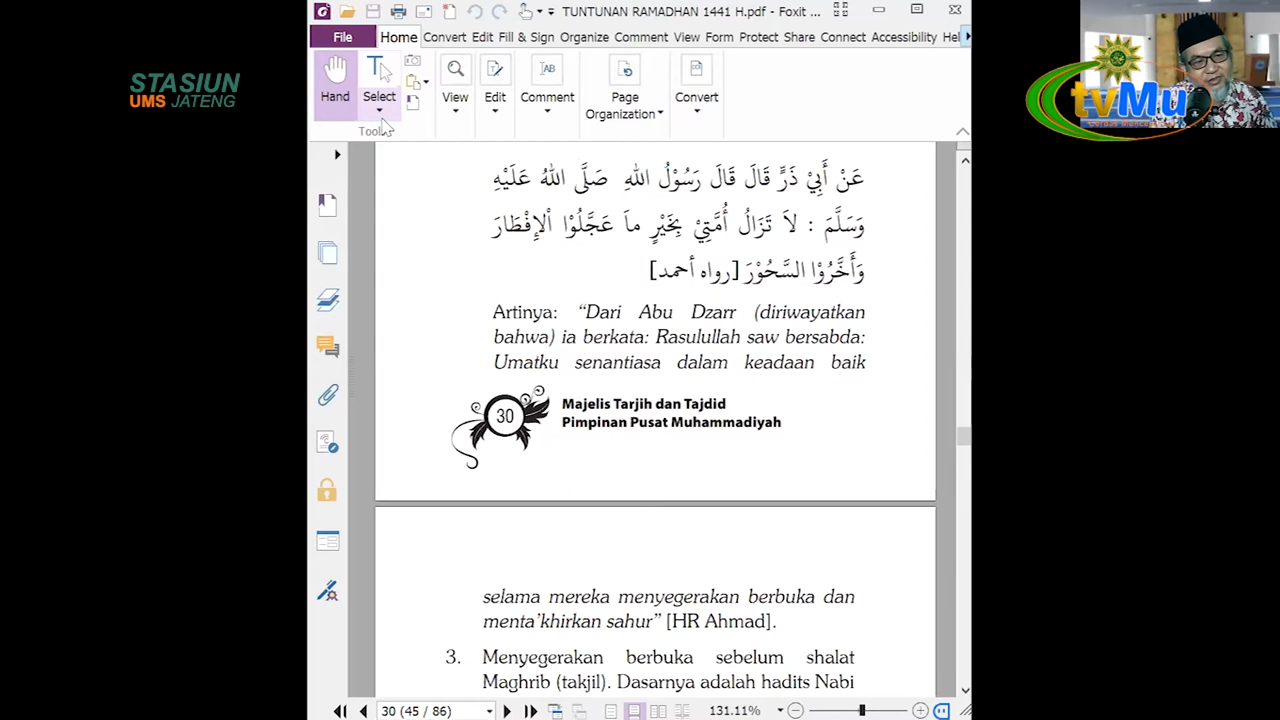 TUNTUNAN RAMADHAN 1441 H.pdf - Foxit ...
File Home Convert Edit Fill & Sign Organize Comment View Form Protect Share Connect Accessibility Hel
Hand Select View Edit Comment Page Organization Convert
Tools
STASIUN
UMS JATENG
tvMu
عَنْ أَبِيْ ذَرٍّ قَالَ قَالَ رَسُوْلُ اللهِ صَلَّى اللهُ عَلَيْهِ
وَسَلَّمَ : لاَ تَزَالُ أُمَّتِيْ بِخَيْرٍ ماَ عَجَّلُوْا اْلإِفْطَارَ
وَأَخَّرُوْا السَّحُوْرَ [رواه أحمد]
Artinya: “Dari Abu Dzarr (diriwayatkan
bahwa) ia berkata: Rasulullah saw bersabda:
Umatku senantiasa dalam keadaan baik
30
Majelis Tarjih dan Tajdid
Pimpinan Pusat Muhammadiyah
selama mereka menyegerakan berbuka dan
menta’khirkan sahur” [HR Ahmad].
3. Menyegerakan berbuka sebelum shalat
Maghrib (takjil). Dasarnya adalah hadits Nabi
30 (45 / 86) 131.11%